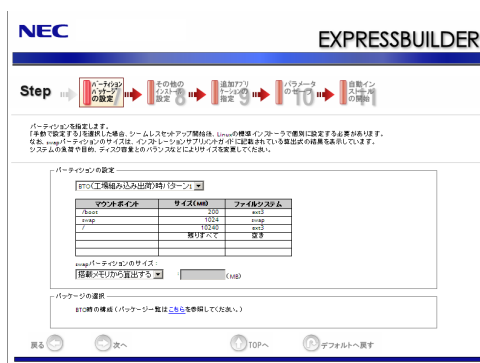 NEC
EXPRESSBUILDER
Step
パーティション パッケージ の設定 7
その他の インストール 設定 8
追加アプリ ケーションの 指定 9
パラメータ のセーブ 10
自動イン ストール の開始 11
パーティションを指定します。
「手動で設定する」を選択した場合、シームレスセットアップ開始後、Linuxの標準インストーラで個別に設定する必要があります。
なお、swapパーティションのサイズは、インストレーションサプリメントガイドに記載されている算出式の結果を表示しています。
システムの負荷や目的、ディスク容量とのバランスなどによりサイズを変更してください。
パーティションの設定
BTO(工場組み込み出荷)時パターン1
マウントポイント サイズ(MB) ファイルシステム
/boot 200 ext3
swap 1024 swap
/ 10240 ext3
残りすべて 空き
swapパーティションのサイズ:
搭載メモリから算出する : (MB)
パッケージの選択
BTO時の構成(パッケージ一覧はこちらを参照してください。)
戻る 次へ TOPへ デフォルトへ戻す